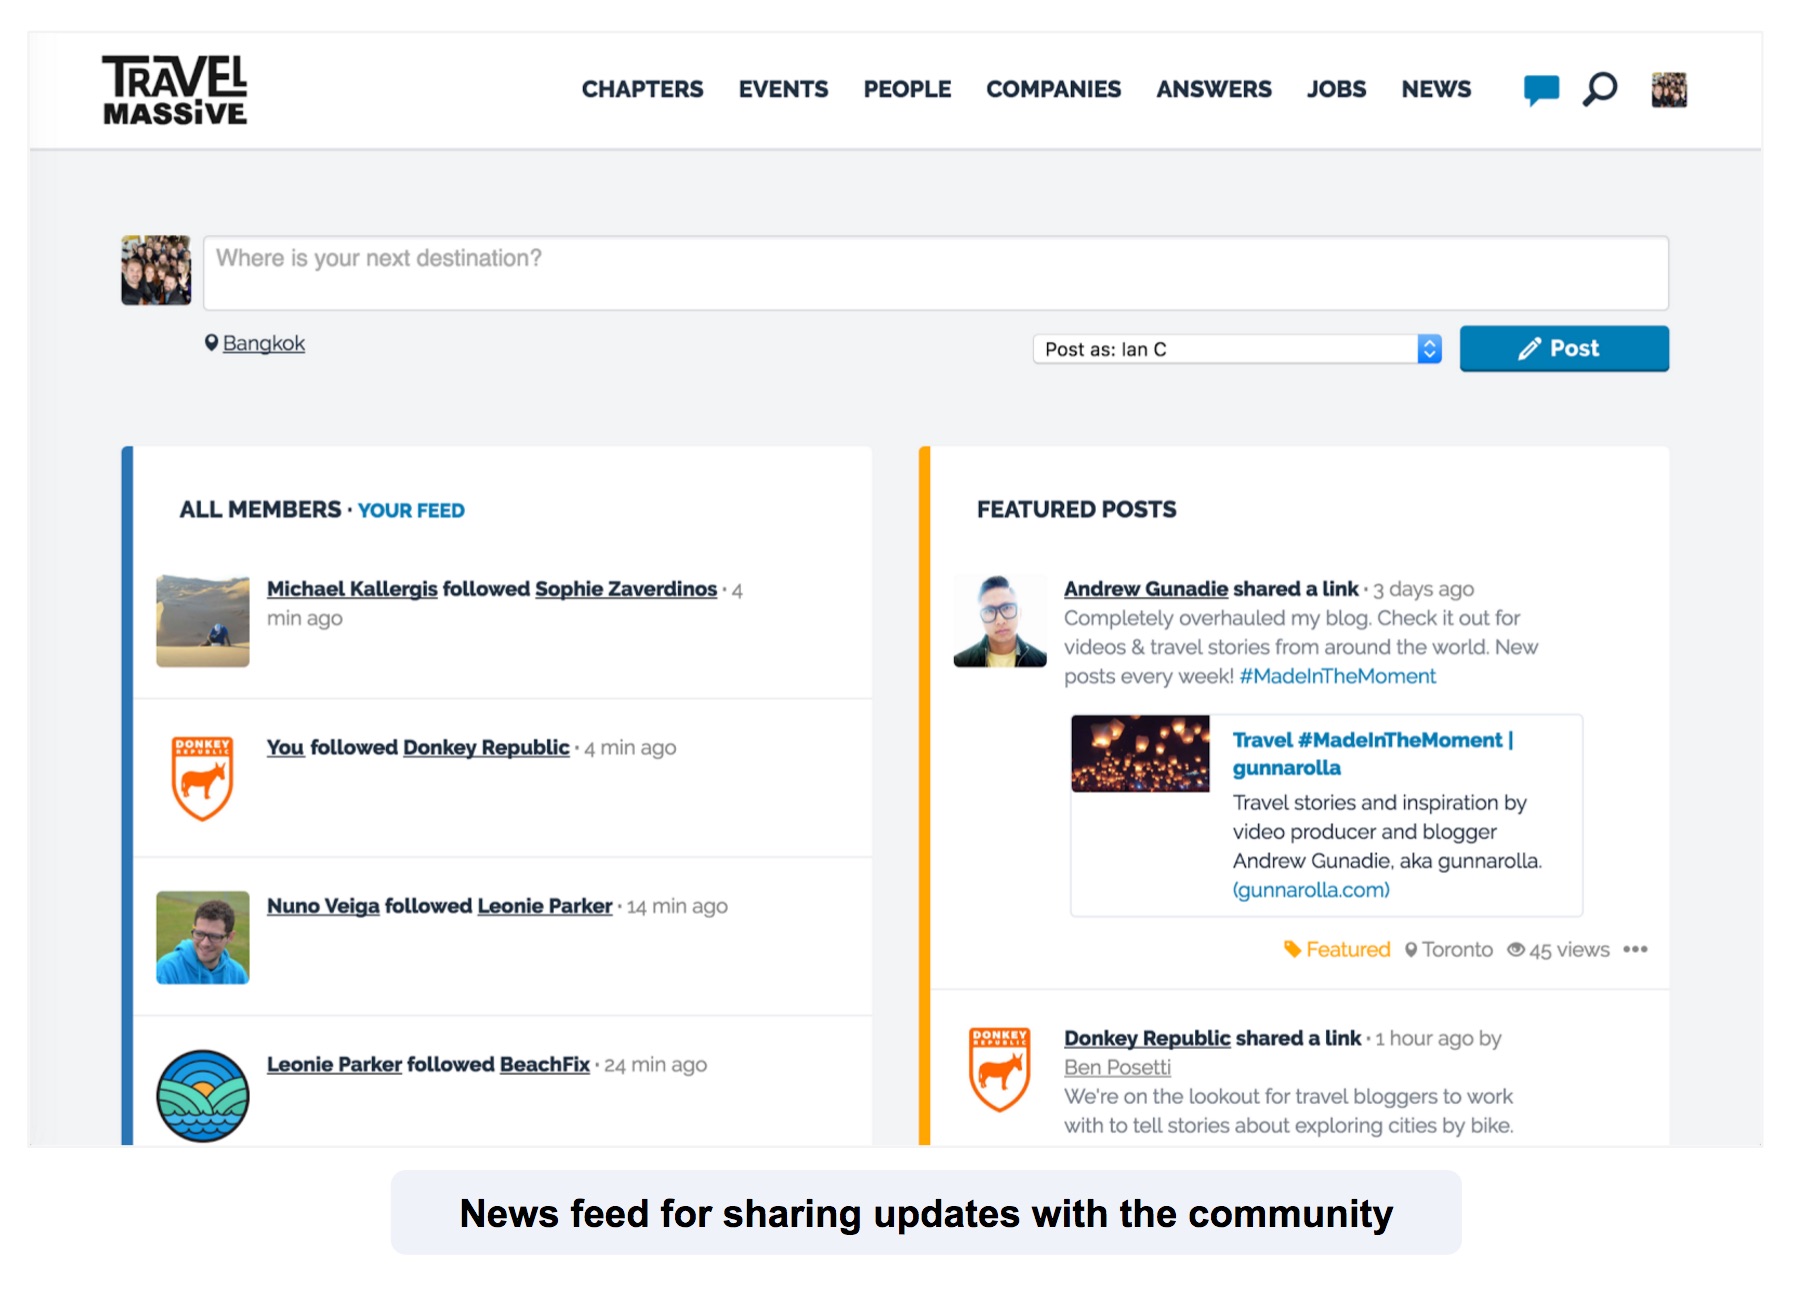 TRAVEL
MASSIVE
CHAPTERS EVENTS PEOPLE COMPANIES ANSWERS JOBS NEWS
Where is your next destination?
Bangkok
Post as: Ian C
Post
ALL MEMBERS · YOUR FEED
Michael Kallergis followed Sophie Zaverdinos · 4
min ago
DONKEY
REPUBLIC
You followed Donkey Republic · 4 min ago
Nuno Veiga followed Leonie Parker · 14 min ago
Leonie Parker followed BeachFix · 24 min ago
FEATURED POSTS
Andrew Gunadie shared a link · 3 days ago
Completely overhauled my blog. Check it out for
videos & travel stories from around the world. New
posts every week! #MadeInTheMoment
Travel #MadeInTheMoment |
gunnarolla
Travel stories and inspiration by
video producer and blogger
Andrew Gunadie, aka gunnarolla.
(gunnarolla.com)
Featured Toronto 45 views •••
DONKEY
REPUBLIC
Donkey Republic shared a link · 1 hour ago by
Ben Posetti
We're on the lookout for travel bloggers to work
with to tell stories about exploring cities by bike.
News feed for sharing updates with the community